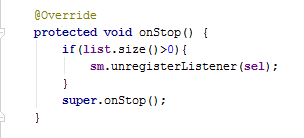 @Override
protected void onStop() {
    if(list.size()>0){
        sm.unregisterListener(sel);
    }
    super.onStop();
}